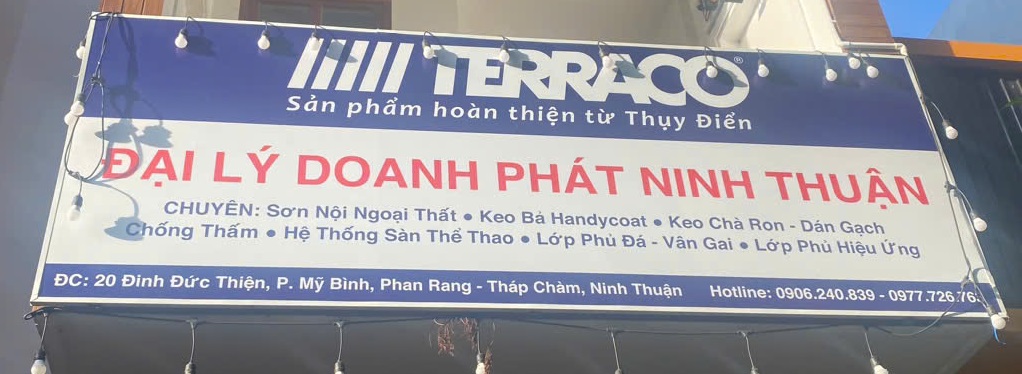 TERRACO®
Sản phẩm hoàn thiện từ Thụy Điển
ĐẠI LÝ DOANH PHÁT NINH THUẬN
CHUYÊN: Sơn Nội Ngoại Thất • Keo Bả Handycoat • Keo Chà Ron - Dán Gạch
Chống Thấm • Hệ Thống Sàn Thể Thao • Lớp Phủ Đá - Vân Gai • Lớp Phủ Hiệu Ứng
ĐC: 20 Đinh Đức Thiện, P. Mỹ Bình, Phan Rang - Tháp Chàm, Ninh Thuận Hotline: 0906.240.839 -